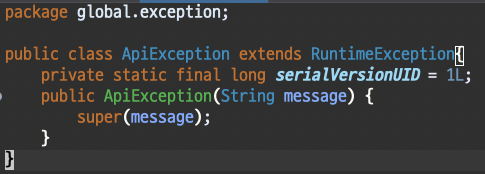 package global.exception;
public class ApiException extends RuntimeException{
private static final long serialVersionUID = 1L;
public ApiException(String message) {
super(message);
}
}